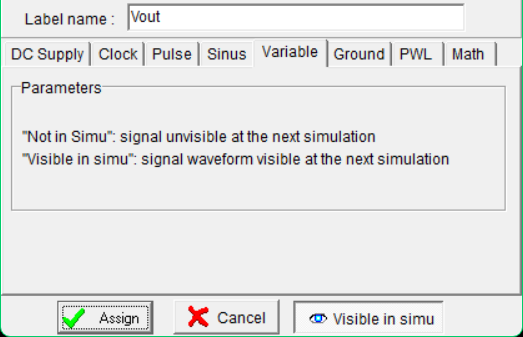 Label name : Vout
DC Supply Clock Pulse Sinus Variable Ground PWL Math
Parameters
"Not in Simu": signal unvisible at the next simulation
"Visible in simu": signal waveform visible at the next simulation
Assign Cancel Visible in simu